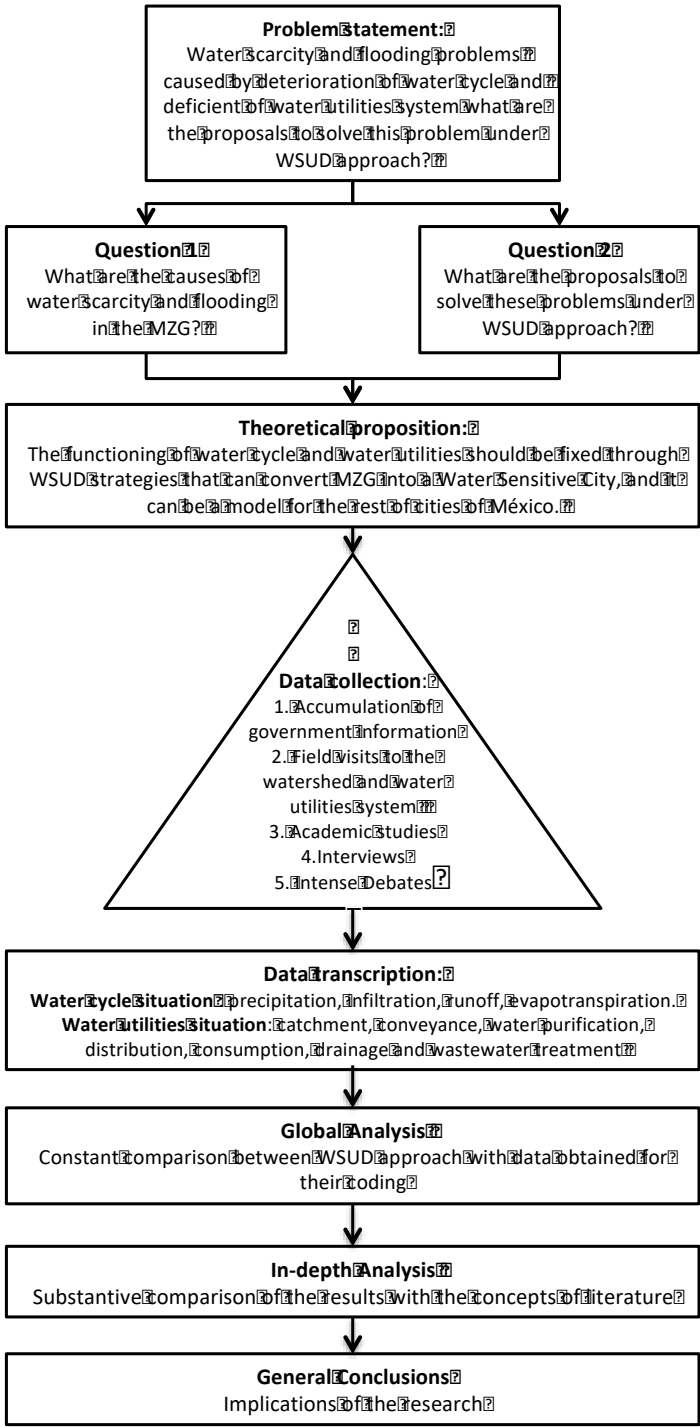 Problem statement:
Water scarcity and flooding problems
caused by deterioration of water cycle and
deficient of water utilities system what are
the proposals to solve this problem under
WSUD approach?
Question 1
What are the causes of
water scarcity and flooding
in the MZG?
Question 2
What are the proposals to
solve these problems under
WSUD approach?
Theoretical proposition:
The functioning of water cycle and water utilities should be fixed through
WSUD strategies that can convert MZG into a Water Sensitive City, and it
can be a model for the rest of cities of México.
Data collection:
1. Accumulation of
government information
2. Field visits to the
watershed and water
utilities system
3. Academic studies
4. Interviews
5. Intense Debates
Data transcription:
Water cycle situation: precipitation, infiltration, runoff, evapotranspiration.
Water utilities situation: catchment, conveyance, water purification,
distribution, consumption, drainage and wastewater treatment
Global Analysis
Constant comparison between WSUD approach with data obtained for
their coding
In-depth Analysis
Substantive comparison of the results with the concepts of literature
General Conclusions
Implications of the research